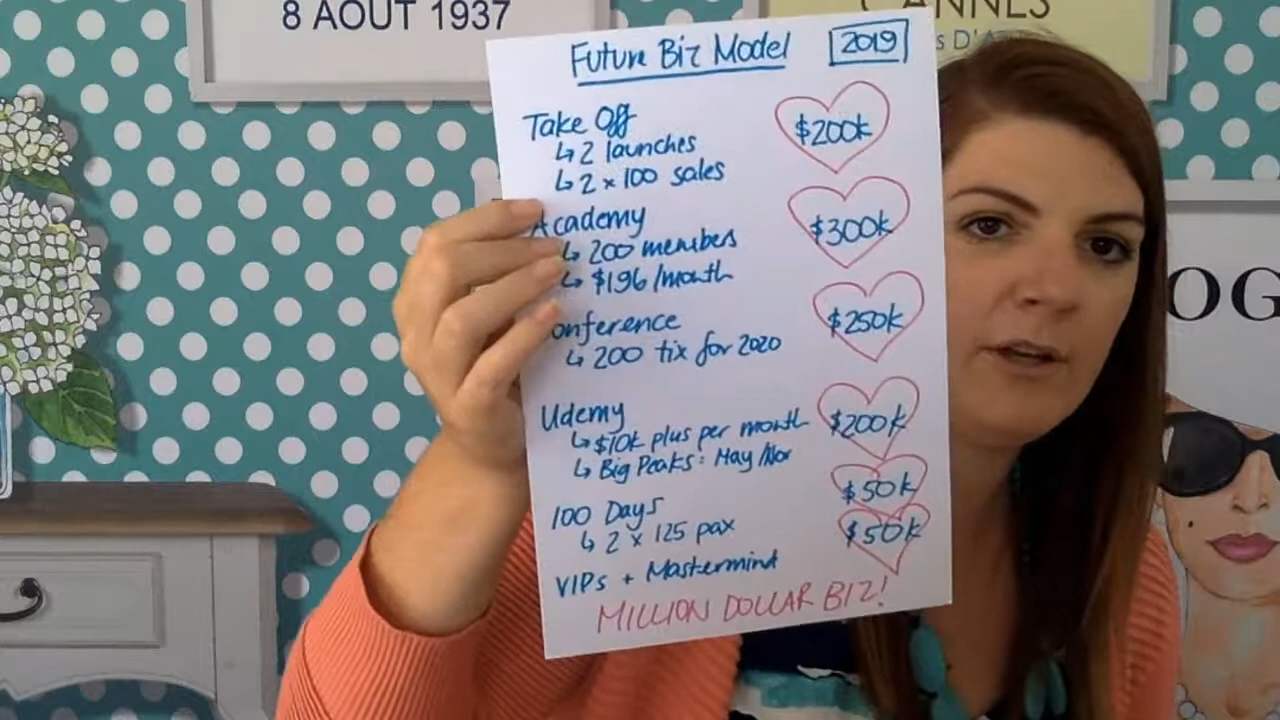 8 AOUT 1937
CANNES
s D'A
OG
Future Biz Model 2019
Take Off $200k
↳ 2 launches
↳ 2 x 100 sales
Academy $300k
↳ 200 members
↳ $196/month
onference $250k
↳ 200 tix for 2020
Udemy $200k
↳ $10k plus per month
↳ Big Peaks: May/Nov
100 Days $50k
↳ 2 x 125 pax
VIPs + Mastermind $50k
MILLION DOLLAR BIZ!